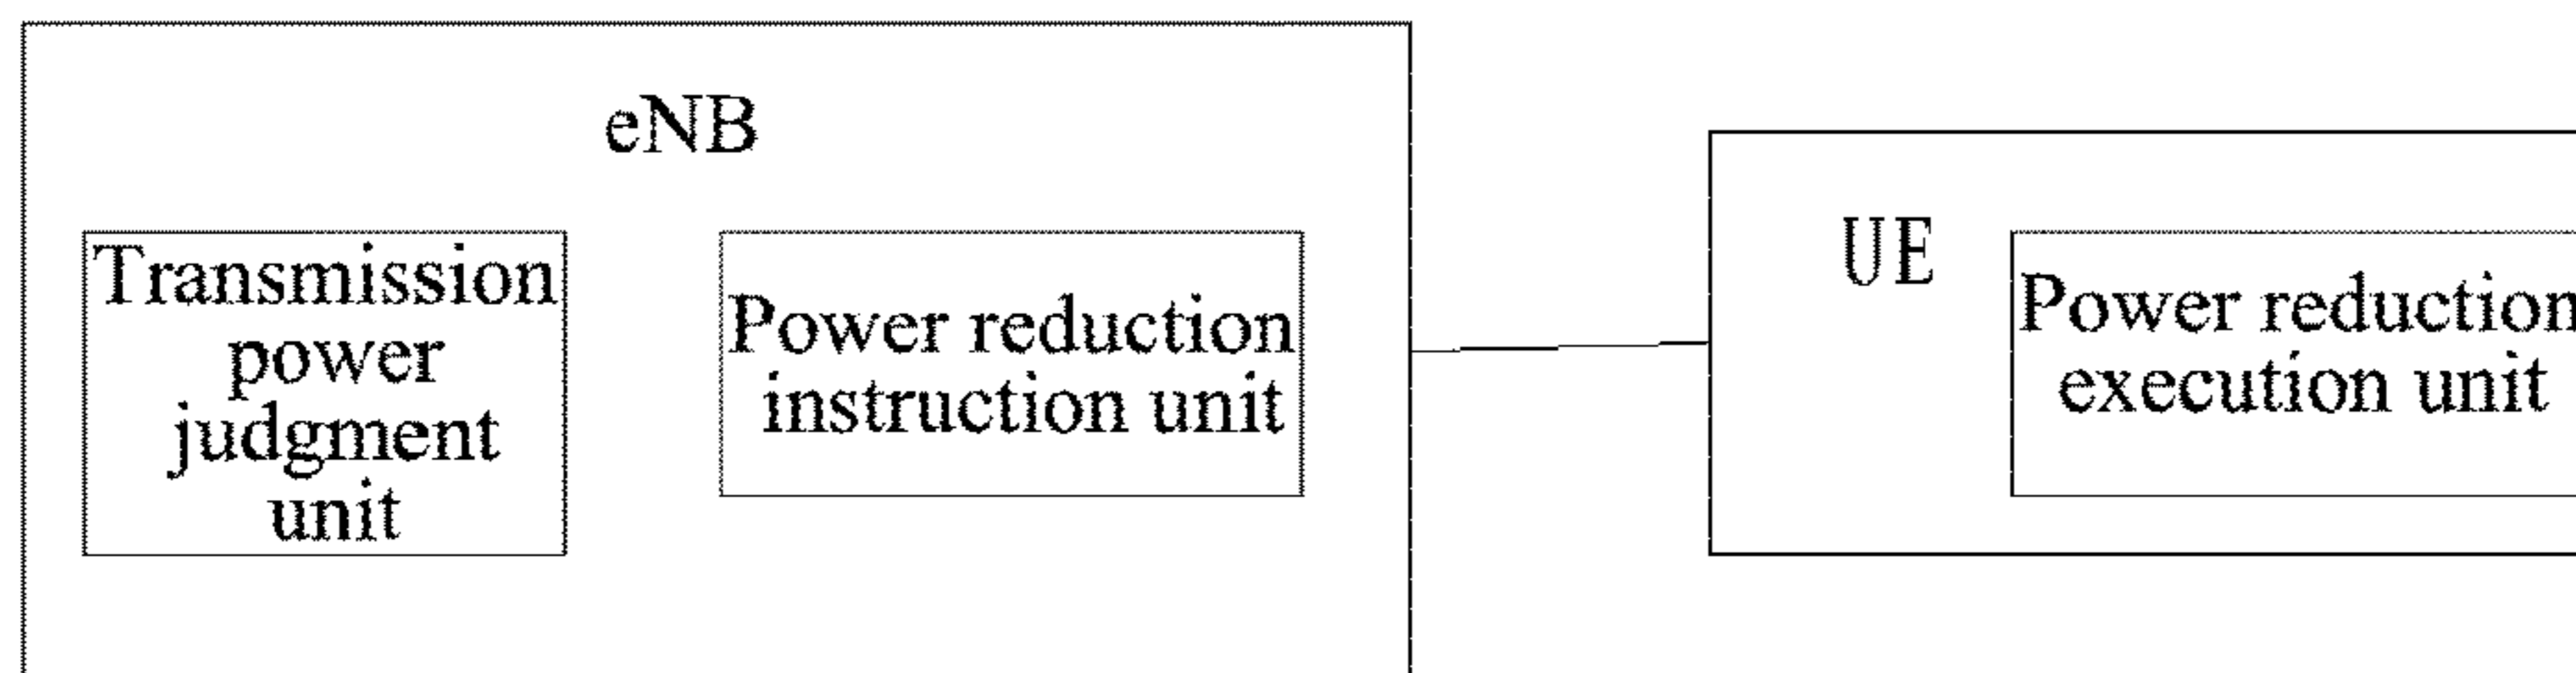 eNB
Transmission
power
judgment
unit
Power reduction
instruction unit
UE
Power reduction
execution unit